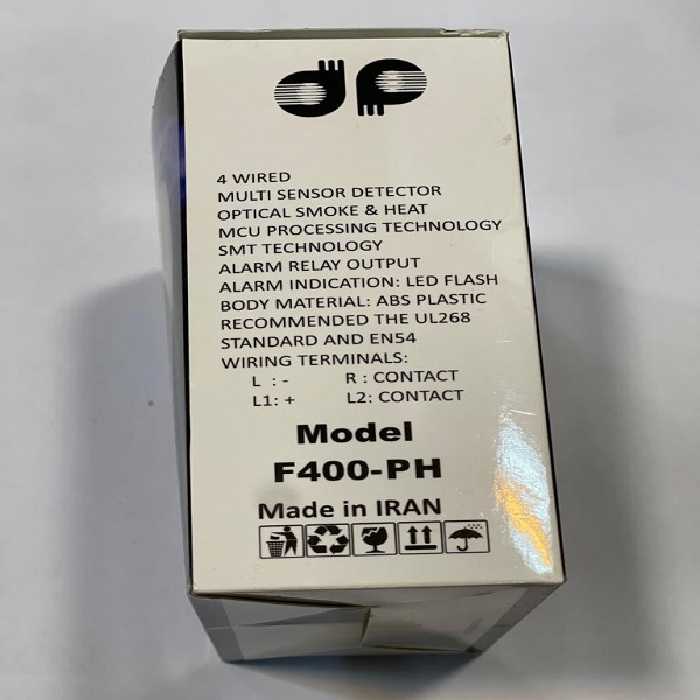 dp
4 WIRED
MULTI SENSOR DETECTOR
OPTICAL SMOKE & HEAT
MCU PROCESSING TECHNOLOGY
SMT TECHNOLOGY
ALARM RELAY OUTPUT
ALARM INDICATION: LED FLASH
BODY MATERIAL: ABS PLASTIC
RECOMMENDED THE UL268
STANDARD AND EN54
WIRING TERMINALS:
L : - R : CONTACT
L1: + L2: CONTACT
Model
F400-PH
Made in IRAN